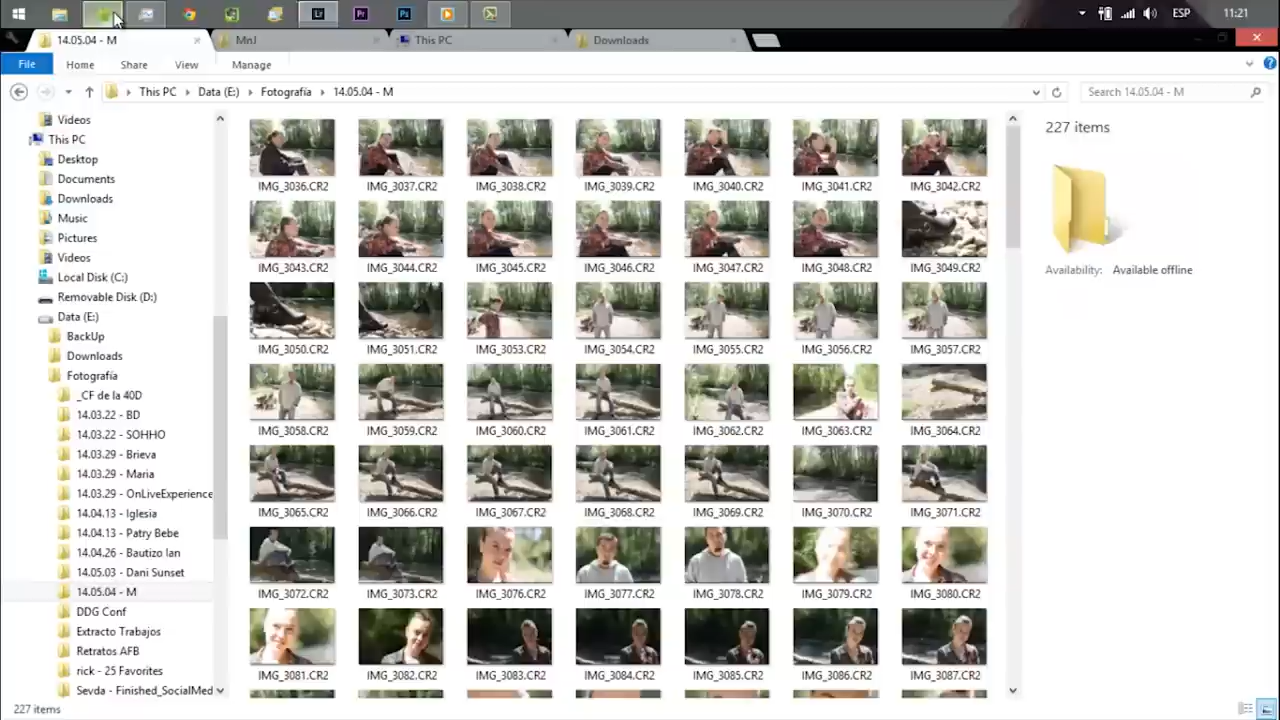 Lr
Pr
Ps
ESP
11:21
14.05.04 - M
MnJ
This PC
Downloads
File
Home
Share
View
Manage
This PC
Data (E:)
Fotografía
14.05.04 - M
Search 14.05.04 - M
Videos
This PC
Desktop
Documents
Downloads
Music
Pictures
Videos
Local Disk (C:)
Removable Disk (D:)
Data (E:)
BackUp
Downloads
Fotografía
_CF de la 40D
14.03.22 - BD
14.03.22 - SOHHO
14.03.29 - Brieva
14.03.29 - Maria
14.03.29 - OnLiveExperience
14.04.13 - Iglesia
14.04.13 - Patry Bebe
14.04.26 - Bautizo Ian
14.05.03 - Dani Sunset
14.05.04 - M
DDG Conf
Extracto Trabajos
Retratos AFB
rick - 25 Favorites
Sevda - Finished_SocialMed
IMG_3036.CR2 IMG_3037.CR2 IMG_3038.CR2 IMG_3039.CR2 IMG_3040.CR2 IMG_3041.CR2 IMG_3042.CR2
IMG_3043.CR2 IMG_3044.CR2 IMG_3045.CR2 IMG_3046.CR2 IMG_3047.CR2 IMG_3048.CR2 IMG_3049.CR2
IMG_3050.CR2 IMG_3051.CR2 IMG_3053.CR2 IMG_3054.CR2 IMG_3055.CR2 IMG_3056.CR2 IMG_3057.CR2
IMG_3058.CR2 IMG_3059.CR2 IMG_3060.CR2 IMG_3061.CR2 IMG_3062.CR2 IMG_3063.CR2 IMG_3064.CR2
IMG_3065.CR2 IMG_3066.CR2 IMG_3067.CR2 IMG_3068.CR2 IMG_3069.CR2 IMG_3070.CR2 IMG_3071.CR2
IMG_3072.CR2 IMG_3073.CR2 IMG_3076.CR2 IMG_3077.CR2 IMG_3078.CR2 IMG_3079.CR2 IMG_3080.CR2
IMG_3081.CR2 IMG_3082.CR2 IMG_3083.CR2 IMG_3084.CR2 IMG_3085.CR2 IMG_3086.CR2 IMG_3087.CR2
227 items
Availability: Available offline
227 items